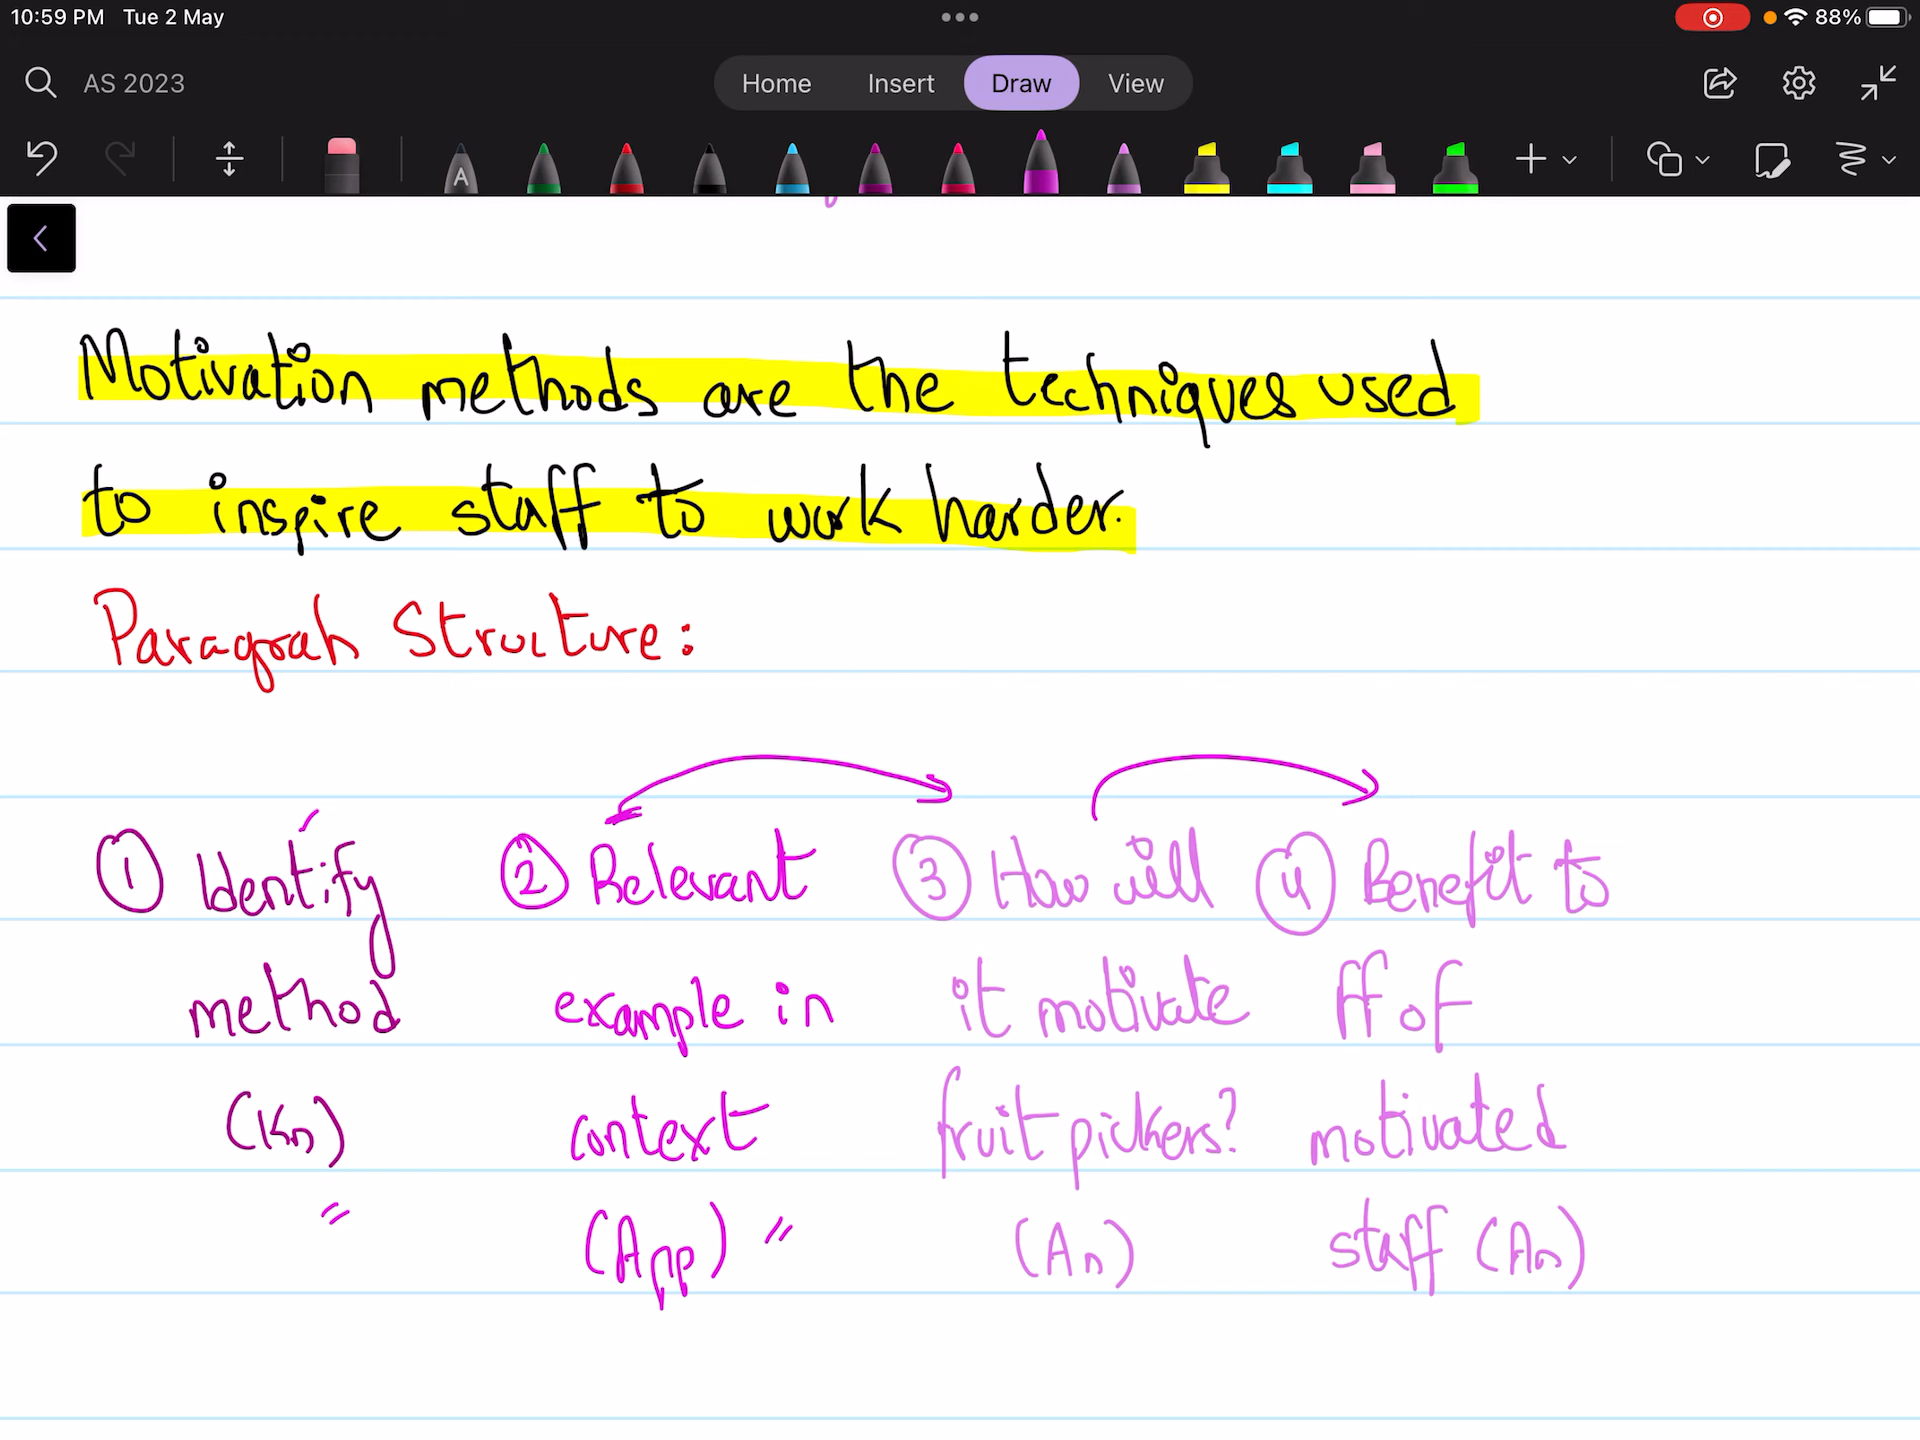 10:59 PM Tue 2 May
88%
AS 2023
Home Insert Draw View
A
Motivation methods are the techniques used
to inspire staff to work harder.
Paragrah Structure:
① Identify ② Relevant ③ How will ④ Benefit to
method example in it motivate ff of
(Kn) context fruit pickers? motivated
(App) (An) staff (An)